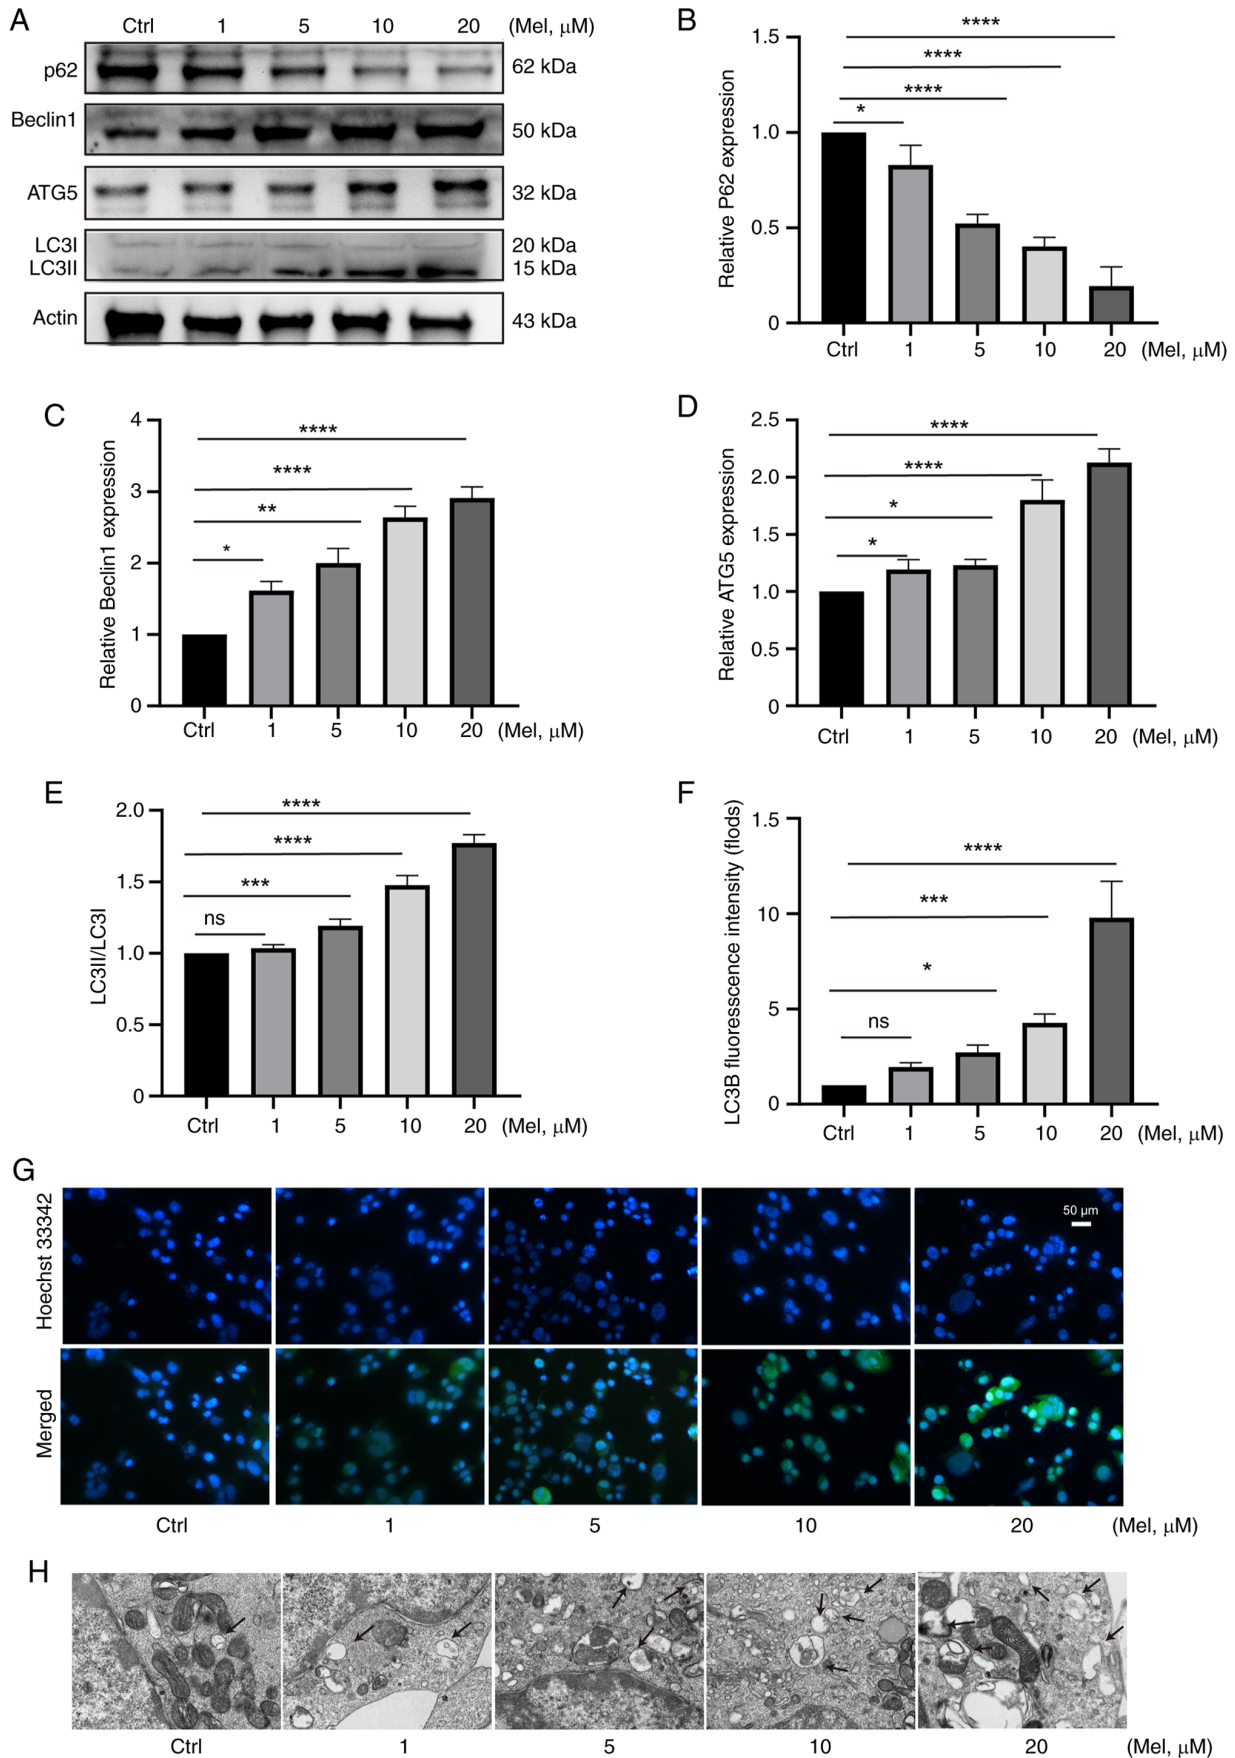 A
Ctrl 1 5 10 20 (Mel, μM)
p62 62 kDa
Beclin1 50 kDa
ATG5 32 kDa
LC3I 20 kDa
LC3II 15 kDa
Actin 43 kDa
B
Relative P62 expression
1.5
1.0
0.5
0
****
****
****
*
Ctrl 1 5 10 20 (Mel, μM)
C
Relative Beclin1 expression
4
3
2
1
0
****
****
**
*
Ctrl 1 5 10 20 (Mel, μM)
D
Relative ATG5 expression
2.5
2.0
1.5
1.0
0.5
0
****
****
*
*
Ctrl 1 5 10 20 (Mel, μM)
E
LC3II/LC3I
2.0
1.5
1.0
0.5
0
****
****
***
ns
Ctrl 1 5 10 20 (Mel, μM)
F
LC3B fluoresscence intensity (flods)
1.5
10
5
0
****
***
*
ns
Ctrl 1 5 10 20 (Mel, μM)
G
Hoechst 33342
50 μm
Merged
Ctrl 1 5 10 20 (Mel, μM)
H
Ctrl 1 5 10 20 (Mel, μM)